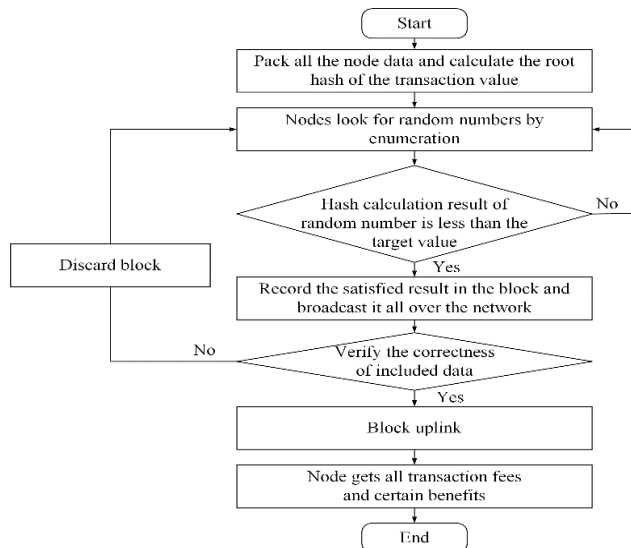 Start
Pack all the node data and calculate the root
hash of the transaction value
Nodes look for random numbers by
enumeration
Hash calculation result of
random number is less than the
target value
No
Yes
Discard block
Record the satisfied result in the block and
broadcast it all over the network
No
Verify the correctness
of included data
Yes
Block uplink
Node gets all transaction fees
and certain benefits
End